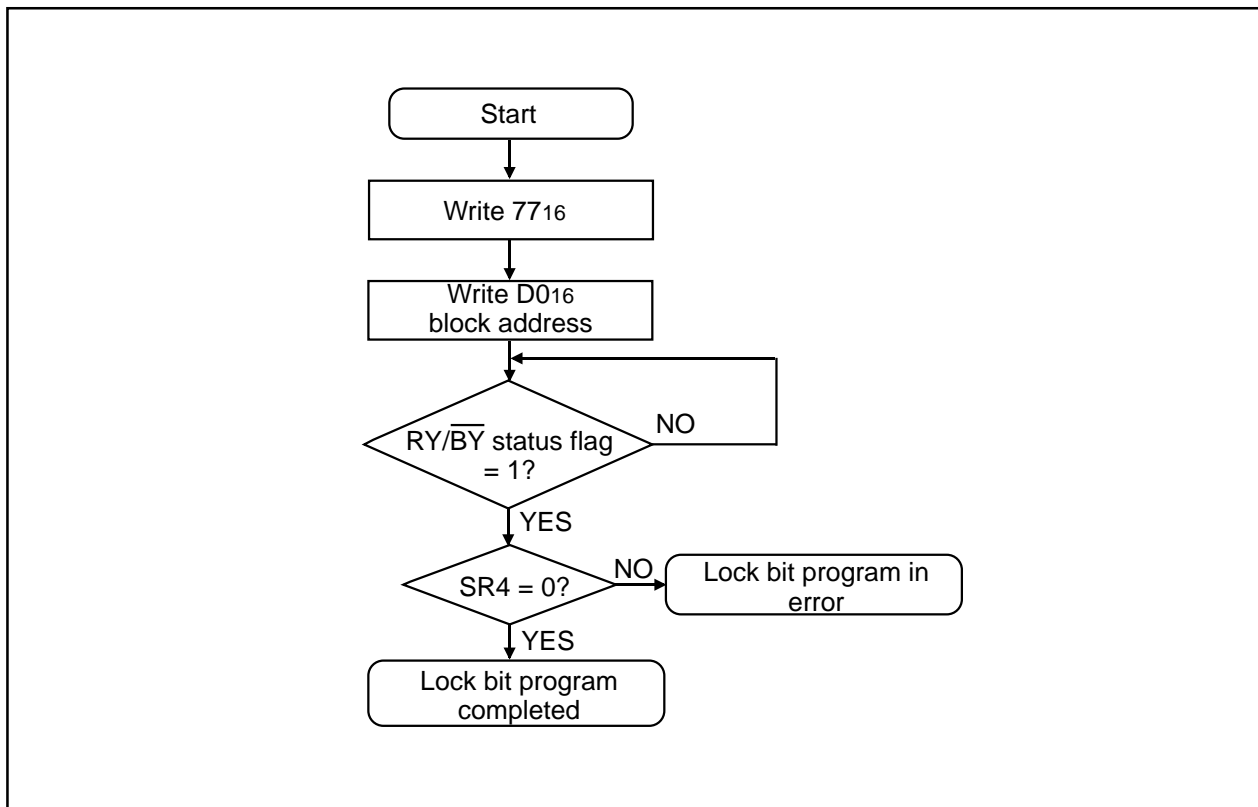 Start
Write 7716
Write D016
block address
NO
RY/B̅Y̅ status flag
= 1?
YES
SR4 = 0?
NO
Lock bit program in
error
YES
Lock bit program
completed